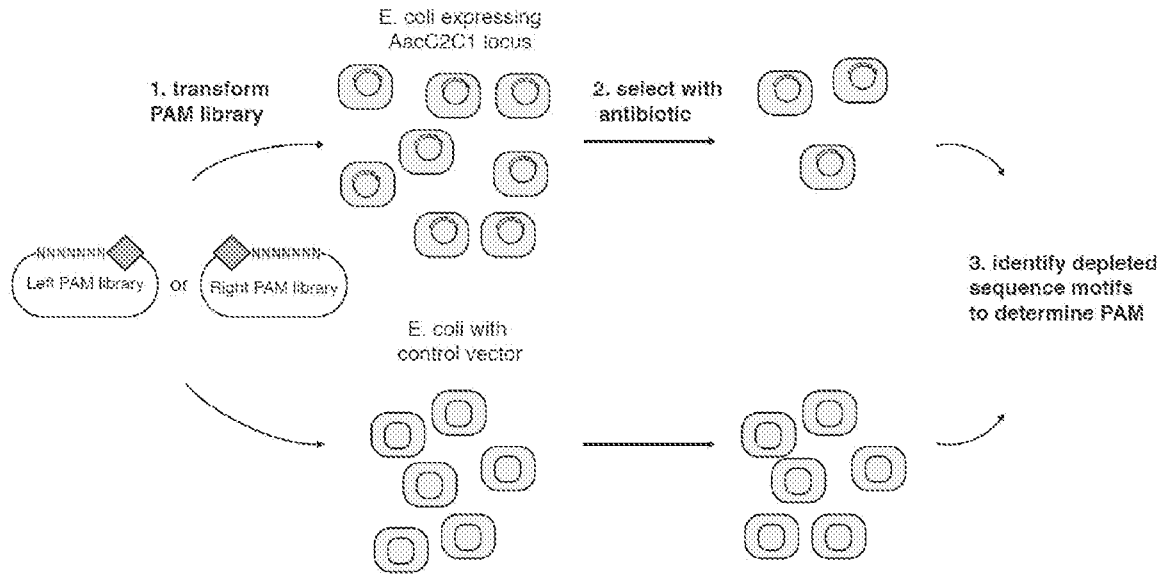 E. coli expressing
AacC2C1 locus
1. transform
PAM library
2. select with
antibiotic
NNNNNNN
Left PAM library
or
NNNNNNN
Right PAM library
3. identify depleted
sequence motifs
to determine PAM
E. coli with
control vector